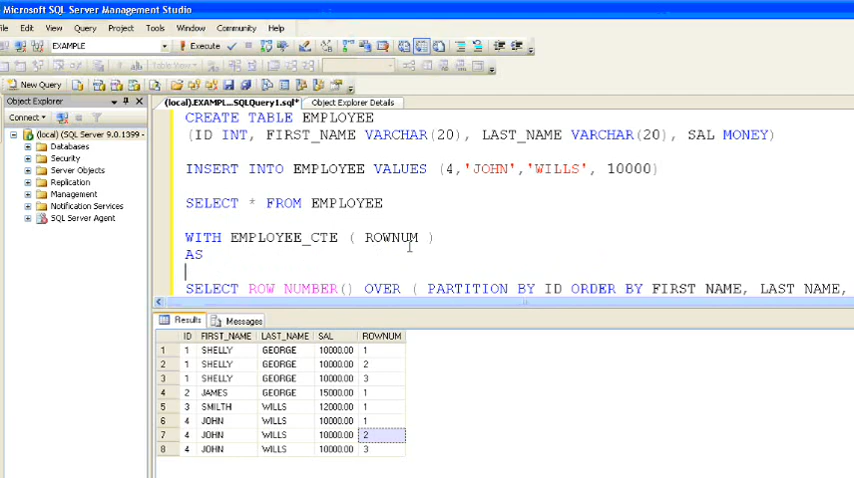 Microsoft SQL Server Management Studio
File Edit View Query Project Tools Window Community Help
EXAMPLE Execute
Table View
New Query
Object Explorer
Connect
(local) (SQL Server 9.0.1399 -
Databases
Security
Server Objects
Replication
Management
Notification Services
SQL Server Agent
(local).EXAMPL...SQLQuery1.sql* Object Explorer Details
CREATE TABLE EMPLOYEE
(ID INT, FIRST_NAME VARCHAR(20), LAST_NAME VARCHAR(20), SAL MONEY)
INSERT INTO EMPLOYEE VALUES (4,'JOHN','WILLS', 10000)
SELECT * FROM EMPLOYEE
WITH EMPLOYEE_CTE ( ROWNUM )
AS
SELECT ROW_NUMBER() OVER ( PARTITION BY ID ORDER BY FIRST_NAME, LAST_NAME,
Results Messages
ID FIRST_NAME LAST_NAME SAL ROWNUM
1 1 SHELLY GEORGE 10000.00 1
2 1 SHELLY GEORGE 10000.00 2
3 1 SHELLY GEORGE 10000.00 3
4 2 JAMES GEORGE 15000.00 1
5 3 SMILTH WILLS 12000.00 1
6 4 JOHN WILLS 10000.00 1
7 4 JOHN WILLS 10000.00 2
8 4 JOHN WILLS 10000.00 3